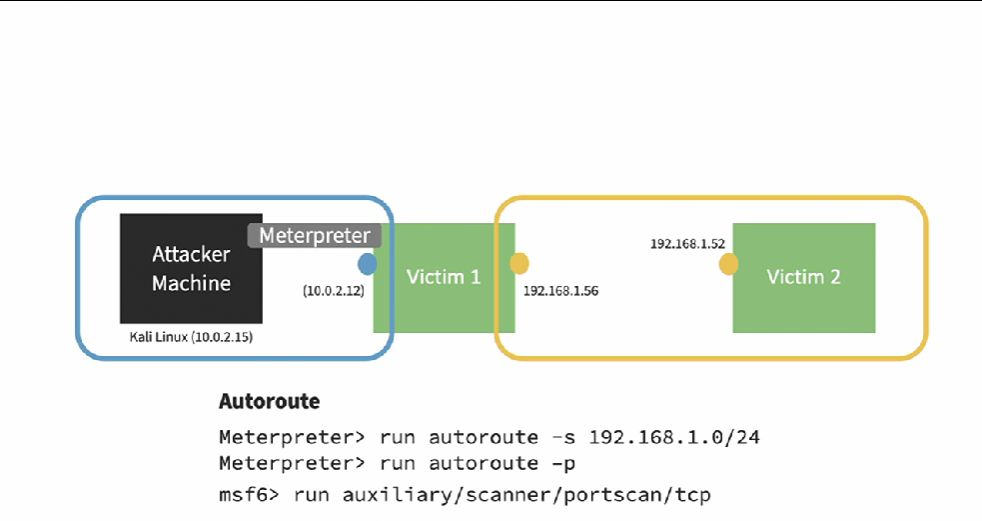 Attacker
Machine
Meterpreter
(10.0.2.12)
Victim 1
192.168.1.56
192.168.1.52
Victim 2
Kali Linux (10.0.2.15)
Autoroute
Meterpreter> run autoroute -s 192.168.1.0/24
Meterpreter> run autoroute –p
msf6> run auxiliary/scanner/portscan/tcp